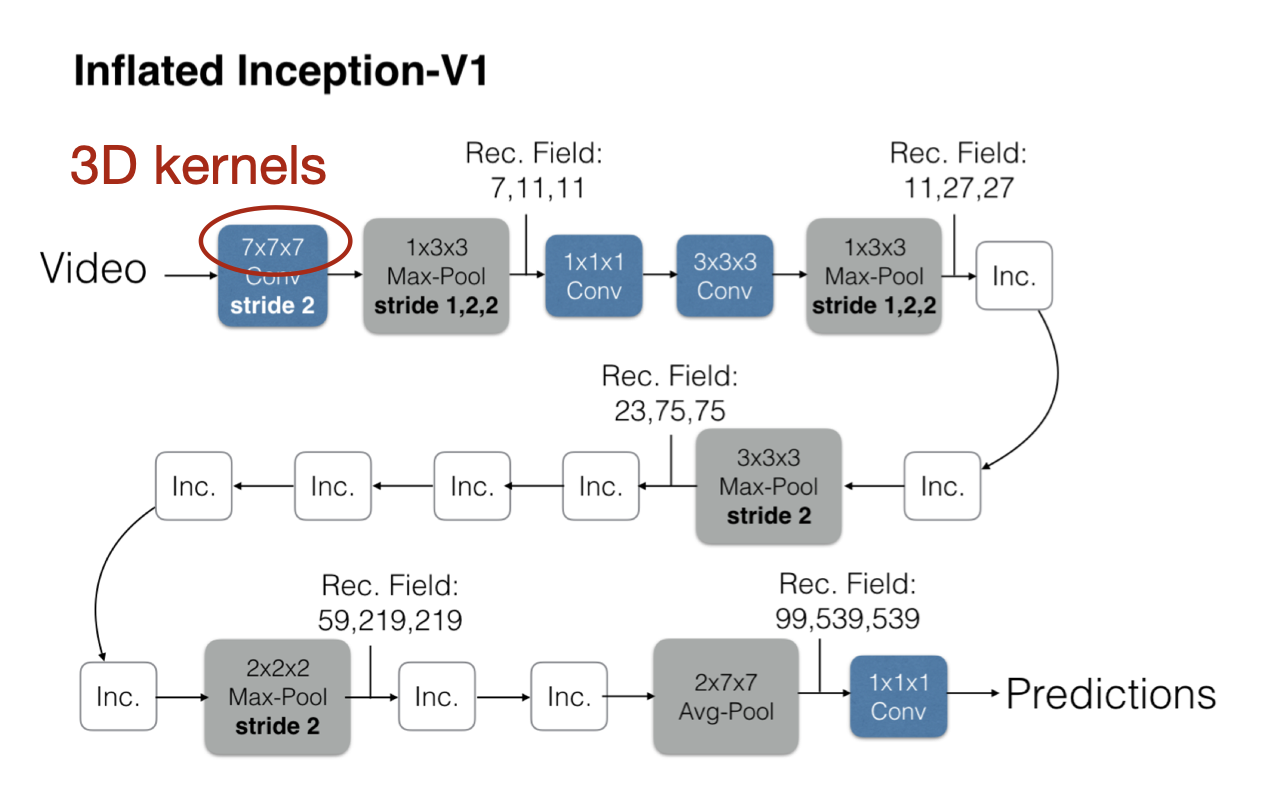 Inflated Inception-V1
3D kernels
Rec. Field:
7,11,11
Rec. Field:
11,27,27
Video
7x7x7
Conv
stride 2
1x3x3
Max-Pool
stride 1,2,2
1x1x1
Conv
3x3x3
Conv
1x3x3
Max-Pool
stride 1,2,2
Inc.
Rec. Field:
23,75,75
Inc.
Inc.
Inc.
Inc.
3x3x3
Max-Pool
stride 2
Inc.
Rec. Field:
59,219,219
Rec. Field:
99,539,539
Inc.
2x2x2
Max-Pool
stride 2
Inc.
Inc.
2x7x7
Avg-Pool
1x1x1
Conv
Predictions